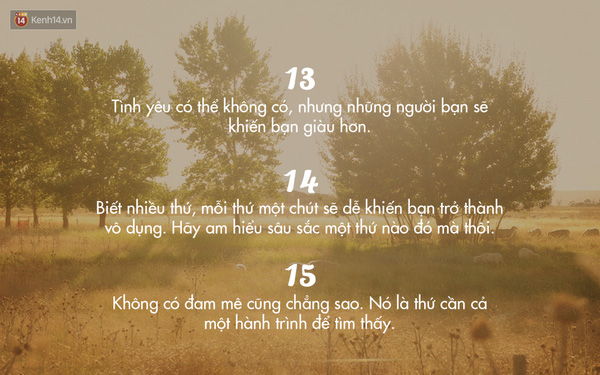 Kenh14.vn
13
Tình yêu có thể không có, nhưng những người bạn sẽ
khiến bạn giàu hơn.
14
Biết nhiều thứ, mỗi thứ một chút sẽ dễ khiến bạn trở thành
vô dụng. Hãy am hiểu sâu sắc một thứ nào đó mà thôi.
15
Không có đam mê cũng chẳng sao. Nó là thứ cần cả
một hành trình để tìm thấy.